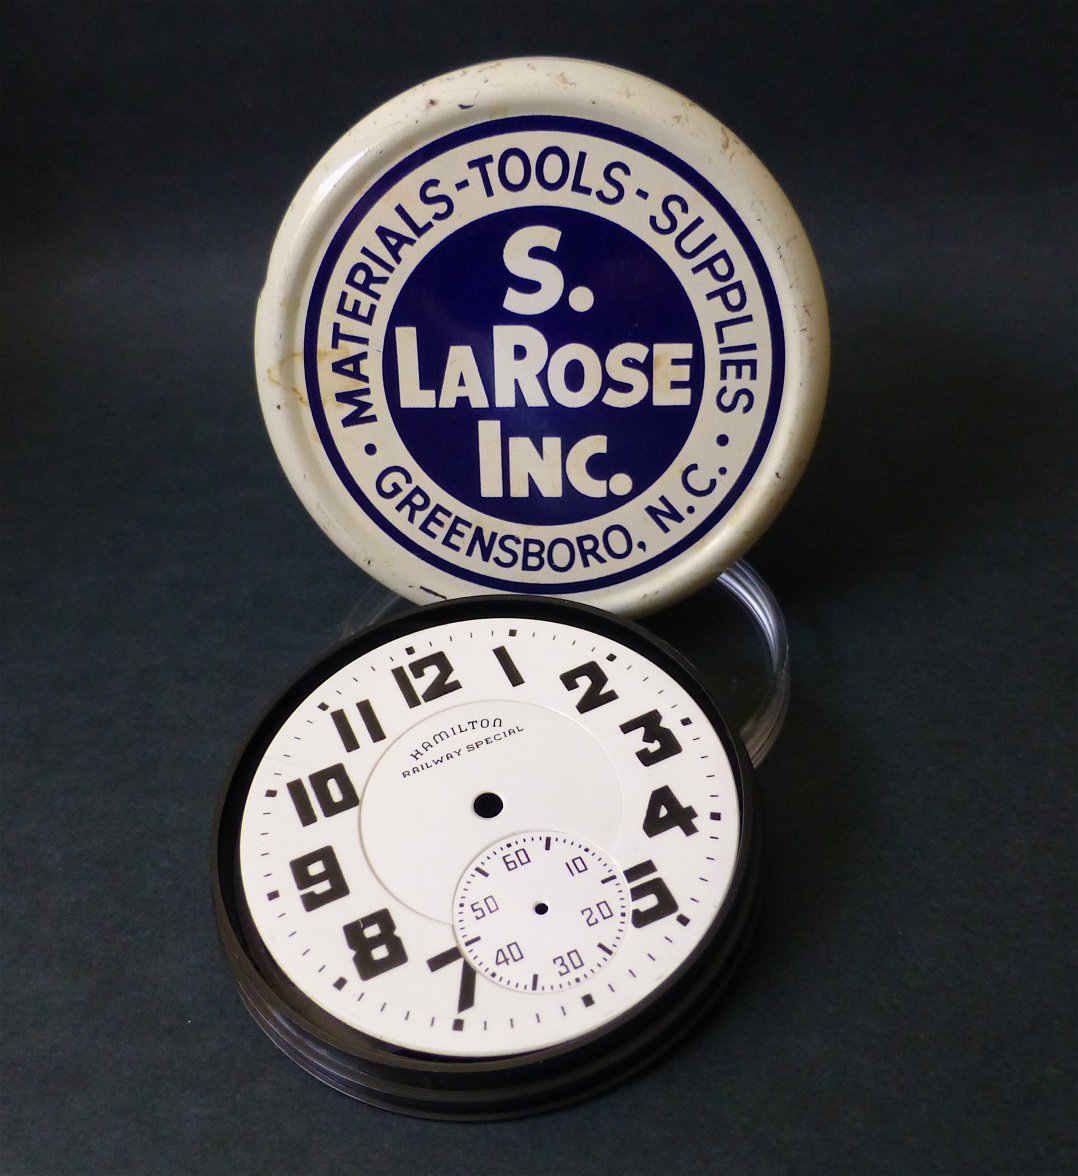 MATERIALS-TOOLS-SUPPLIES
S.
LAROSE
INC.
• GREENSBORO, N.C. •
HAMILTON
RAILWAY SPECIAL
12
1
2
3
4
5
7
8
9
10
11
60
10
20
30
40
50